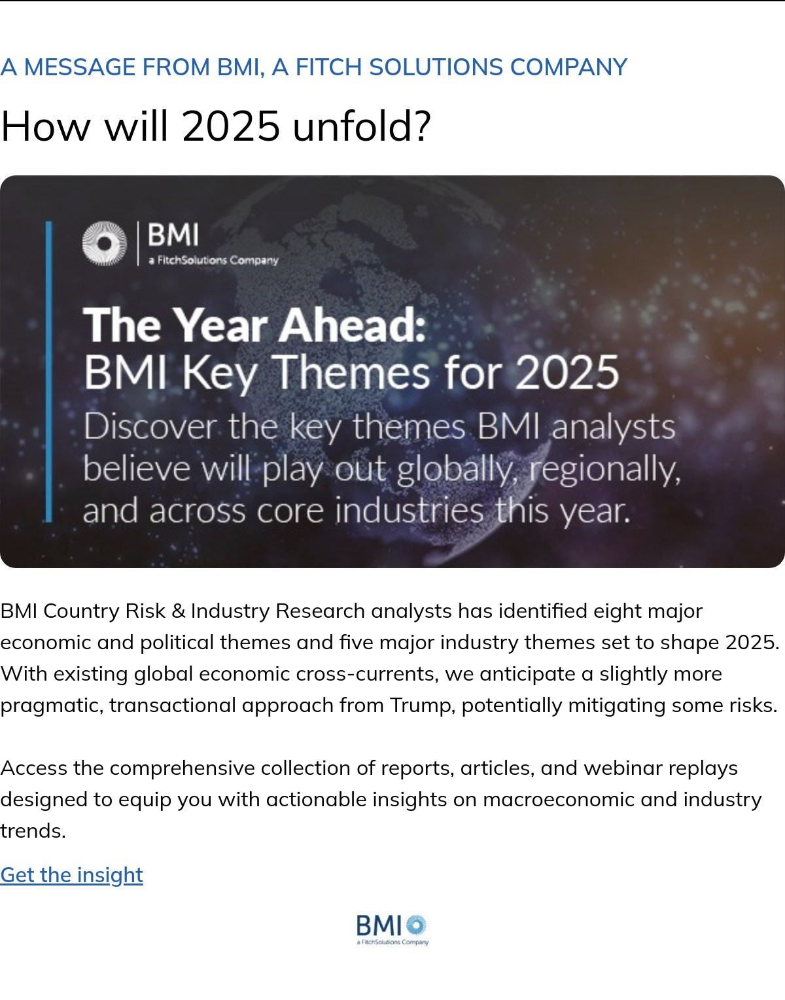 A MESSAGE FROM BMI, A FITCH SOLUTIONS COMPANY
How will 2025 unfold?
BMI
a FitchSolutions Company
The Year Ahead:
BMI Key Themes for 2025
Discover the key themes BMI analysts
believe will play out globally, regionally,
and across core industries this year.
BMI Country Risk & Industry Research analysts has identified eight major
economic and political themes and five major industry themes set to shape 2025.
With existing global economic cross-currents, we anticipate a slightly more
pragmatic, transactional approach from Trump, potentially mitigating some risks.
Access the comprehensive collection of reports, articles, and webinar replays
designed to equip you with actionable insights on macroeconomic and industry
trends.
Get the insight
BMI
a FitchSolutions Company